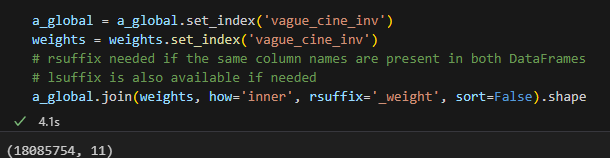 a_global = a_global.set_index('vague_cine_inv')
weights = weights.set_index('vague_cine_inv')
# rsuffix needed if the same column names are present in both DataFrames
# lsuffix is also available if needed
a_global.join(weights, how='inner', rsuffix='_weight', sort=False).shape
✓ 4.1s
(18085754, 11)